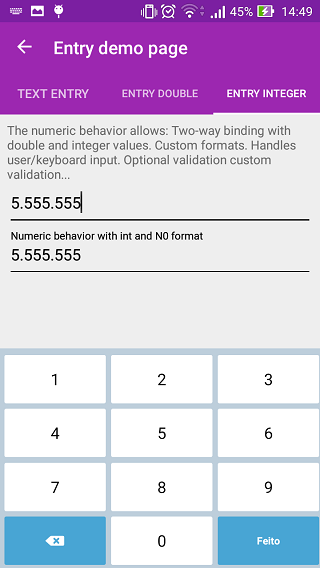 45% 14:49
Entry demo page
TEXT ENTRY ENTRY DOUBLE ENTRY INTEGER
The numeric behavior allows: Two-way binding with
double and integer values. Custom formats. Handles
user/keyboard input. Optional validation custom
validation...
5.555.555
Numeric behavior with int and N0 format
5.555.555
1 2 3
4 5 6
7 8 9
0 Feito